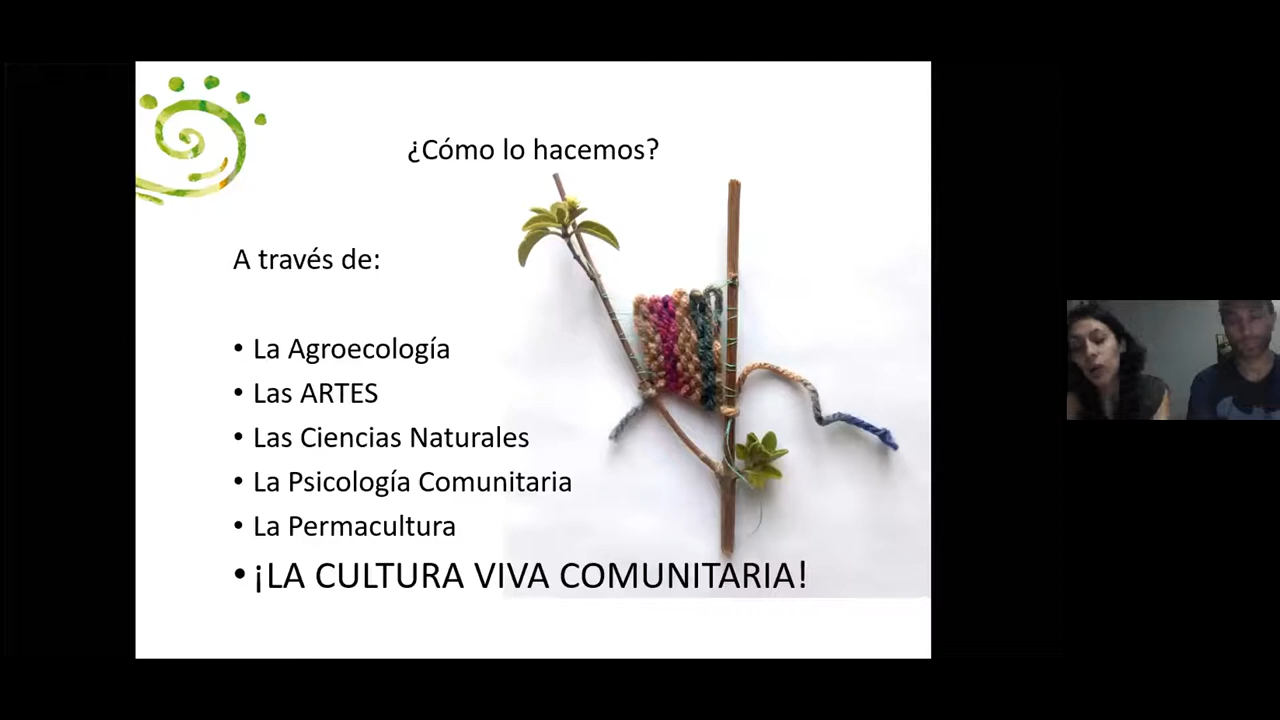 ¿Cómo lo hacemos?
A través de:
• La Agroecología
• Las ARTES
• Las Ciencias Naturales
• La Psicología Comunitaria
• La Permacultura
• ¡LA CULTURA VIVA COMUNITARIA!